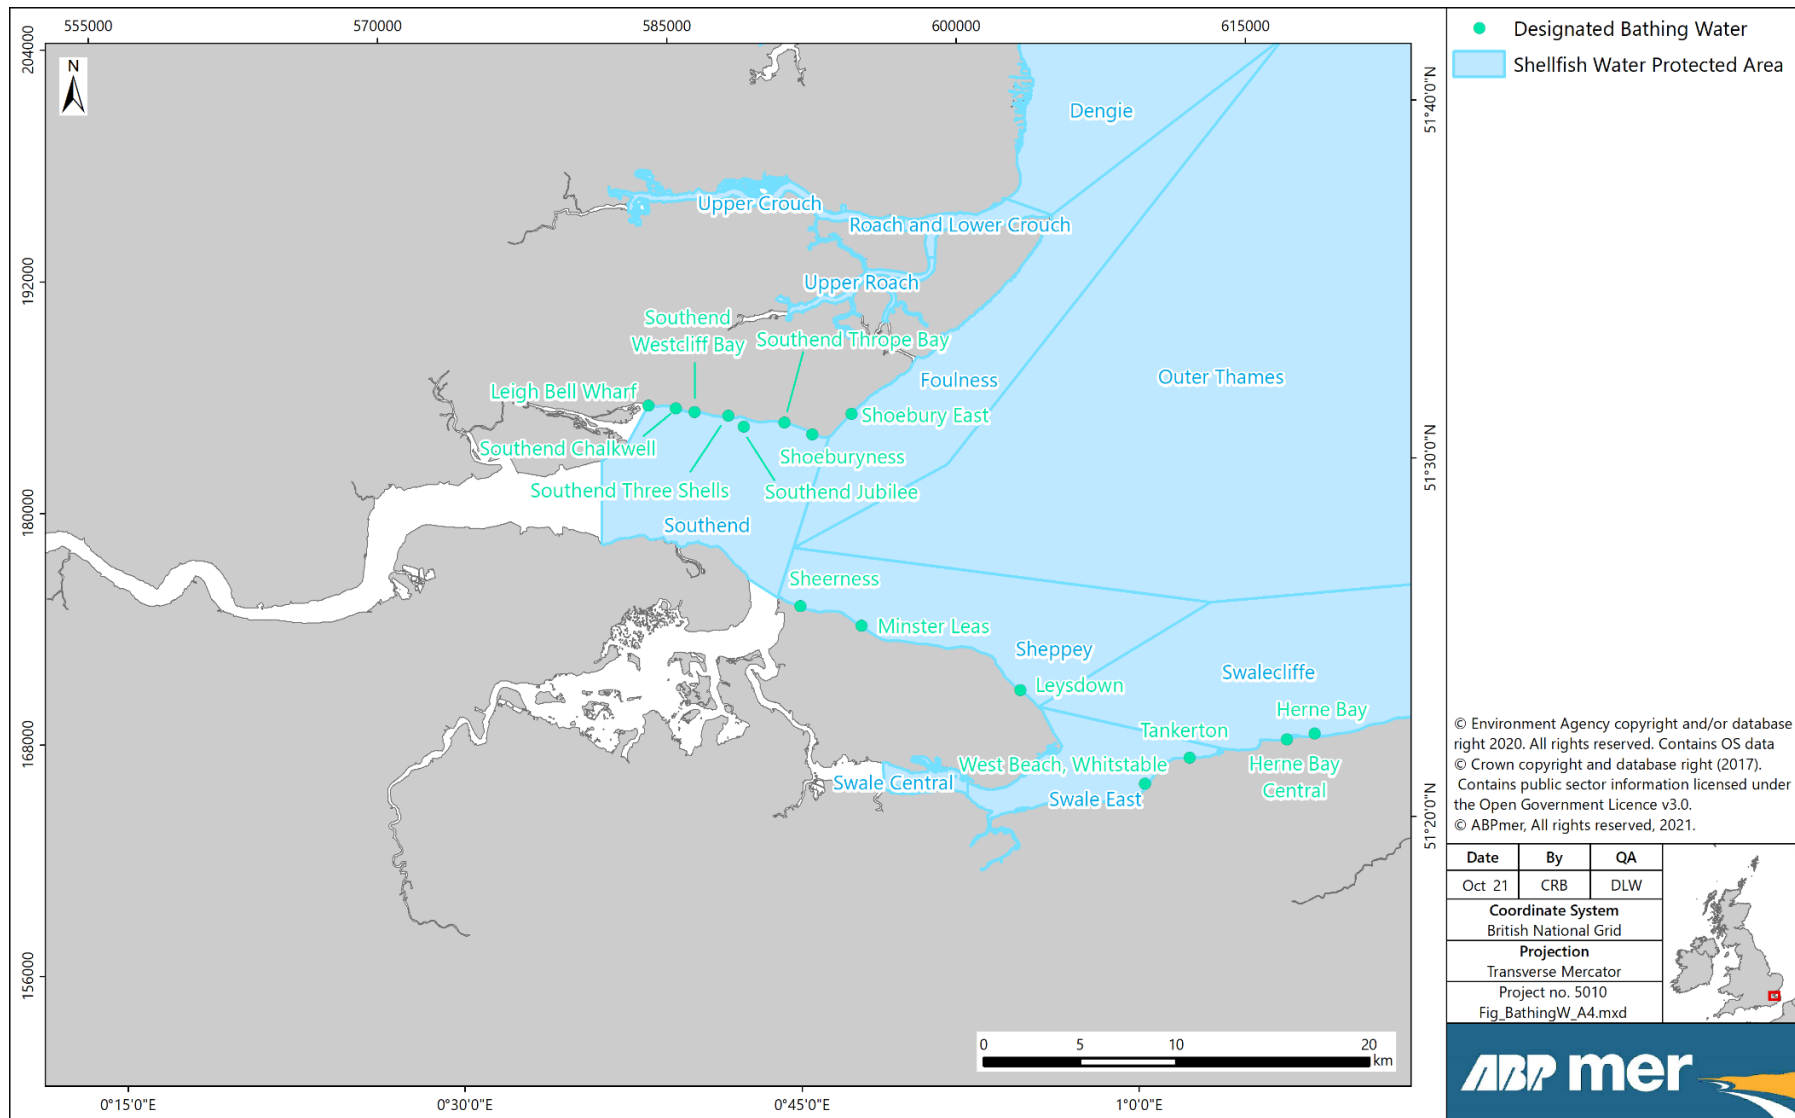 555000
570000
585000
600000
615000
204000
192000
180000
168000
156000
51°40'0"N
51°30'0"N
51°20'0"N
0°15'0"E
0°30'0"E
0°45'0"E
1°0'0"E
N
Dengie
Upper Crouch
Roach and Lower Crouch
Upper Roach
Southend
Westcliff Bay
Southend Thrope Bay
Foulness
Outer Thames
Leigh Bell Wharf
Shoebury East
Southend Chalkwell
Shoeburyness
Southend Three Shells
Southend Jubilee
Southend
Sheerness
Minster Leas
Sheppey
Swalecliffe
Leysdown
Herne Bay
Tankerton
West Beach, Whitstable
Herne Bay
Central
Swale Central
Swale East
0 5 10 20
km
Designated Bathing Water
Shellfish Water Protected Area
© Environment Agency copyright and/or database
right 2020. All rights reserved. Contains OS data
© Crown copyright and database right (2017).
Contains public sector information licensed under
the Open Government Licence v3.0.
© ABPmer, All rights reserved, 2021.
Date By QA
Oct 21 CRB DLW
Coordinate System
British National Grid
Projection
Transverse Mercator
Project no. 5010
Fig_BathingW_A4.mxd
ABP mer